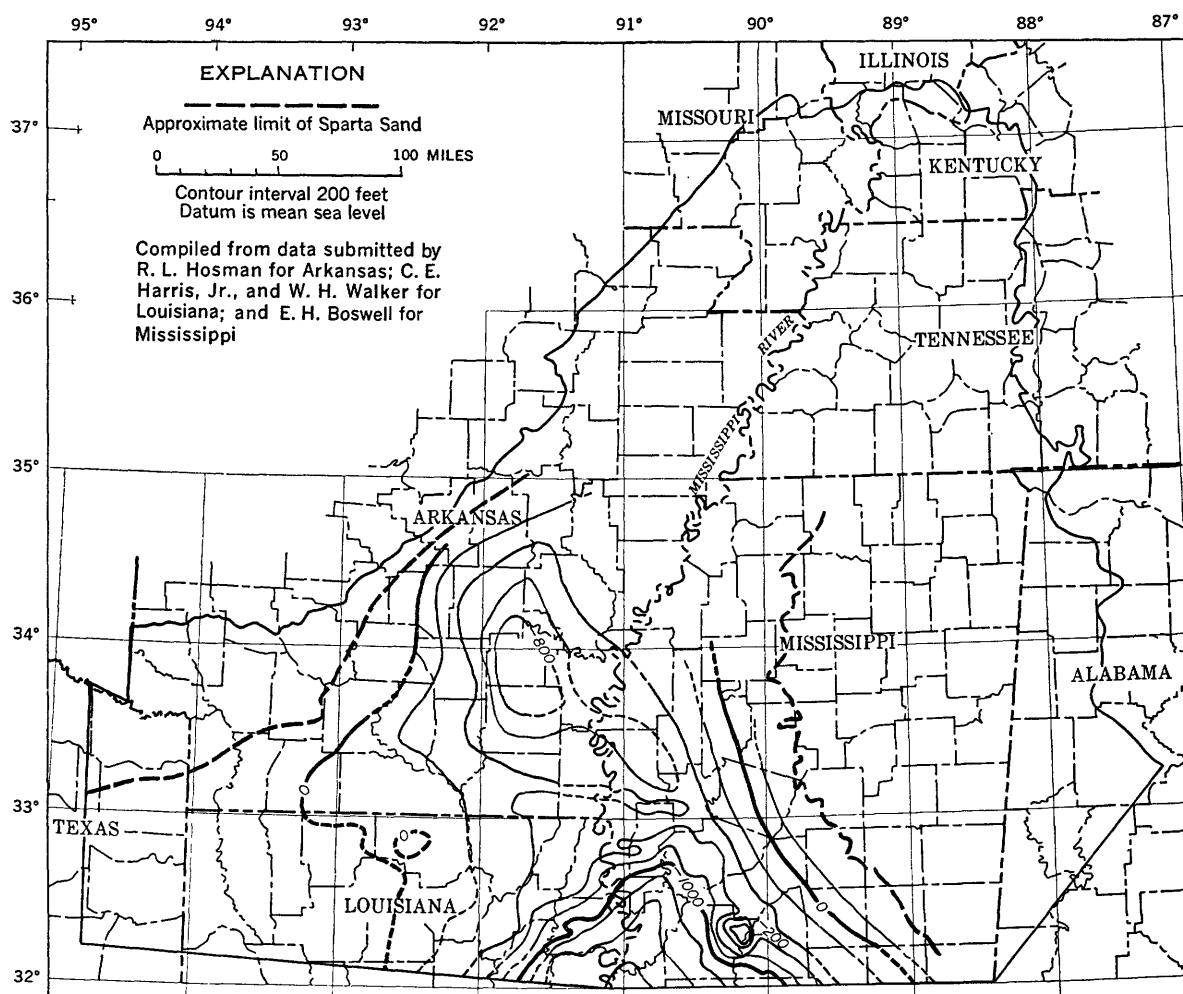 95° 94° 93° 92° 91° 90° 89° 88° 87°
EXPLANATION
Approximate limit of Sparta Sand
0 50 100 MILES
Contour interval 200 feet
Datum is mean sea level
Compiled from data submitted by
R. L. Hosman for Arkansas; C. E.
Harris, Jr., and W. H. Walker for
Louisiana; and E. H. Boswell for
Mississippi
ILLINOIS
MISSOURI
37°
KENTUCKY
36°
RIVER
TENNESSEE
MISSISSIPPI
35°
ARKANSAS
34°
-800
MISSISSIPPI
ALABAMA
0
33°
TEXAS
0
LOUISIANA
1000
0
-200
32°